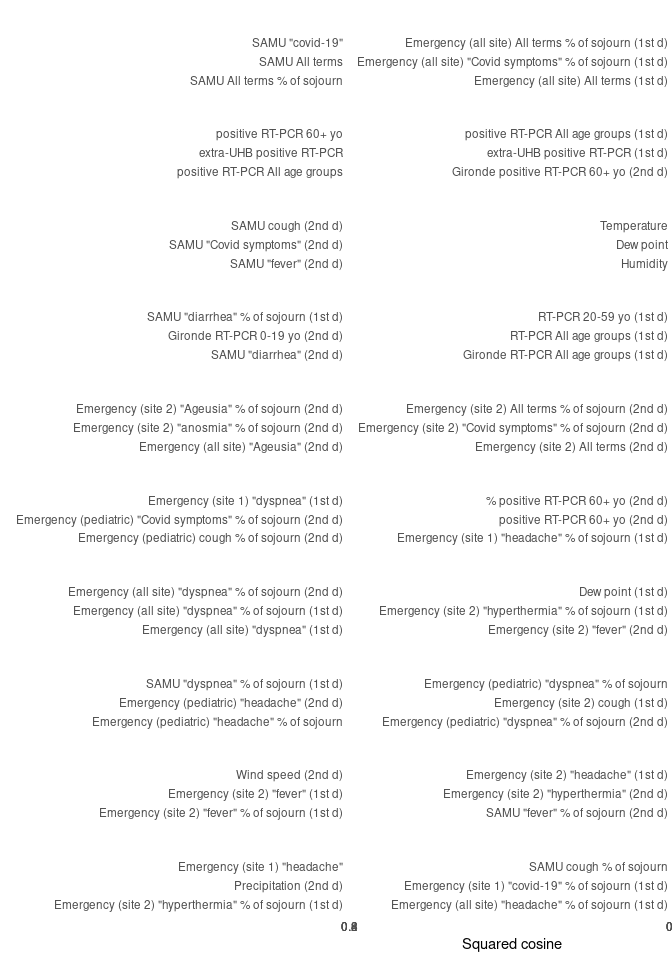 SAMU "covid-19"
SAMU All terms
SAMU All terms % of sojourn
Emergency (all site) All terms % of sojourn (1st d)
Emergency (all site) "Covid symptoms" % of sojourn (1st d)
Emergency (all site) All terms (1st d)
positive RT-PCR 60+ yo
extra-UHB positive RT-PCR
positive RT-PCR All age groups
positive RT-PCR All age groups (1st d)
extra-UHB positive RT-PCR (1st d)
Gironde positive RT-PCR 60+ yo (2nd d)
SAMU cough (2nd d)
SAMU "Covid symptoms" (2nd d)
SAMU "fever" (2nd d)
Temperature
Dew point
Humidity
SAMU "diarrhea" % of sojourn (1st d)
Gironde RT-PCR 0-19 yo (2nd d)
SAMU "diarrhea" (2nd d)
RT-PCR 20-59 yo (1st d)
RT-PCR All age groups (1st d)
Gironde RT-PCR All age groups (1st d)
Emergency (site 2) "Ageusia" % of sojourn (2nd d)
Emergency (site 2) "anosmia" % of sojourn (2nd d)
Emergency (all site) "Ageusia" (2nd d)
Emergency (site 2) All terms % of sojourn (2nd d)
Emergency (site 2) "Covid symptoms" % of sojourn (2nd d)
Emergency (site 2) All terms (2nd d)
Emergency (site 1) "dyspnea" (1st d)
Emergency (pediatric) "Covid symptoms" % of sojourn (2nd d)
Emergency (pediatric) cough % of sojourn (2nd d)
% positive RT-PCR 60+ yo (2nd d)
positive RT-PCR 60+ yo (2nd d)
Emergency (site 1) "headache" % of sojourn (1st d)
Emergency (all site) "dyspnea" % of sojourn (2nd d)
Emergency (all site) "dyspnea" % of sojourn (1st d)
Emergency (all site) "dyspnea" (1st d)
Dew point (1st d)
Emergency (site 2) "hyperthermia" % of sojourn (1st d)
Emergency (site 2) "fever" (2nd d)
SAMU "dyspnea" % of sojourn (1st d)
Emergency (pediatric) "headache" (2nd d)
Emergency (pediatric) "headache" % of sojourn
Emergency (pediatric) "dyspnea" % of sojourn
Emergency (site 2) cough (1st d)
Emergency (pediatric) "dyspnea" % of sojourn (2nd d)
Wind speed (2nd d)
Emergency (site 2) "fever" (1st d)
Emergency (site 2) "fever" % of sojourn (1st d)
Emergency (site 2) "headache" (1st d)
Emergency (site 2) "hyperthermia" (2nd d)
SAMU "fever" % of sojourn (2nd d)
Emergency (site 1) "headache"
Precipitation (2nd d)
Emergency (site 2) "hyperthermia" % of sojourn (1st d)
SAMU cough % of sojourn
Emergency (site 1) "covid-19" % of sojourn (1st d)
Emergency (all site) "headache" % of sojourn (1st d)
Squared cosine